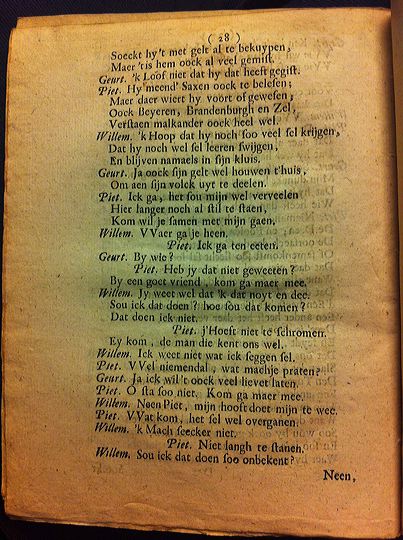 ( 28 )
Soeckt hy't met gelt al te bekuypen,
Maer 'tis hem oock al veel gemist.
Geurt. 'k Loof niet dat hy dat heeft gegist.
Piet. Hy meend' Saxen oock te belesen;
Maer daer wiert hy voort of gewesen;
Oock Beyeren, Brandenburgh en Zel,
Verstaen malkander oock heel wel.
Willem. 'k Hoop dat hy noch soo veel sel krijgen,
Dat hy noch wel sel leeren swijgen,
En blijven namaels in sijn kluis.
Geurt. Ja oock sijn gelt wel houwen t'huis,
Om aen sijn volck uyt te deelen.
Piet. Ick ga, het sou mijn wel verveelen
Hier langer noch al stil te staen,
Kom wil je samen met mijn gaen.
Willem. VVaer ga je heen.
Piet. Ick ga ten eeten.
Geurt. By wie?
Piet. Heb jy dat niet geweeten?
By een goet vriend, kom ga maer mee.
Willem. Jy weet wel dat 'k dat noyt en dee.
Sou ick dat doen? hoe sou dat komen?
Dat doen ick niet.
Piet. j'Hoeft niet te schromen.
Ey kom, de man die kent ons wel.
Willem. Ick weet niet wat ick seggen sel.
Piet. VVel niemendal, wat machje praten?
Geurt. Ja ick wil't oock veel liever laten.
Piet. O sta soo niet. Kom ga maer mee.
Willem. Neen Piet, mijn hooft doet mijn te wee.
Piet. VVat kom, het sel wel overganen.
Willem. 'k Mach seecker niet.
Piet. Niet langh te stanen.
Willem. Sou ick dat doen soo onbekent?
Neen,